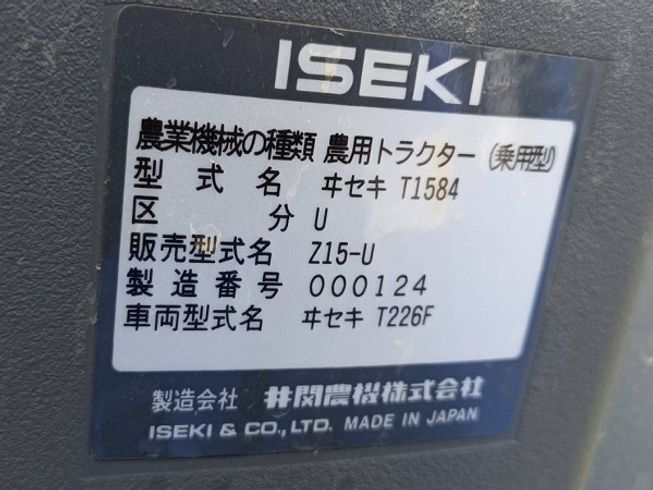 ISEKI
農業機械の種類 農用トラクター (乗用型)
型式名 ヰセキ T1584
区分 U
販売型式名 Z15-U
製造番号 000124
車両型式名 ヰセキ T226F
製造会社 井関農機株式会社
ISEKI & CO., LTD. MADE IN JAPAN